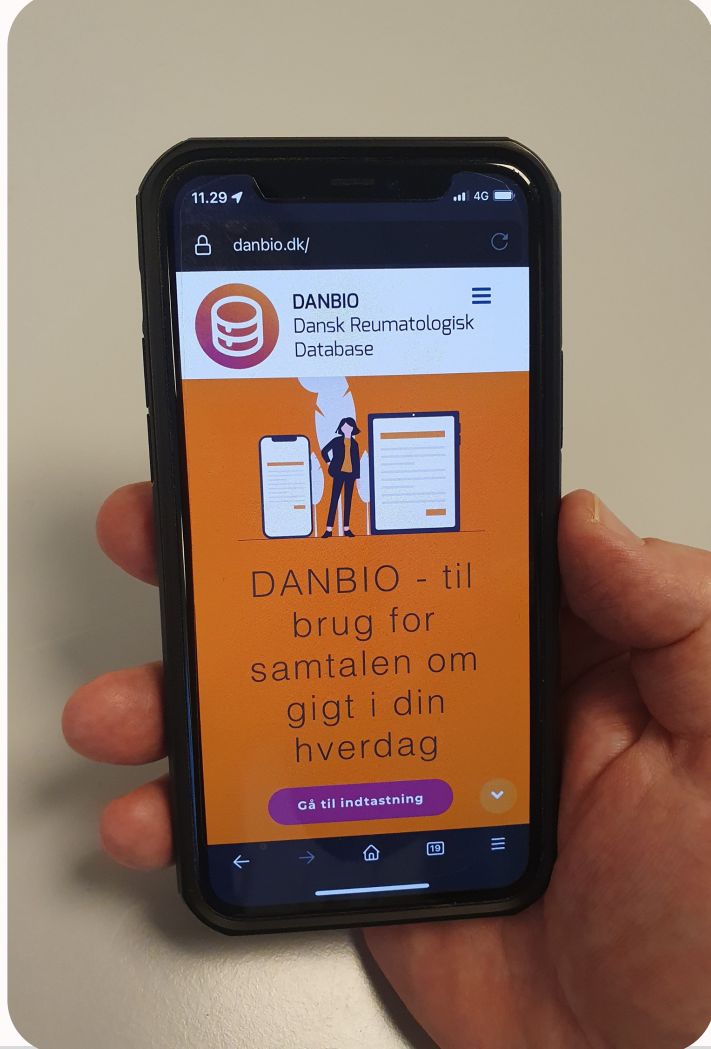 11.29
4G
danbio.dk/
DANBIO
Dansk Reumatologisk
Database
DANBIO - til
brug for
samtalen om
gigt i din
hverdag
Gå til indtastning
19